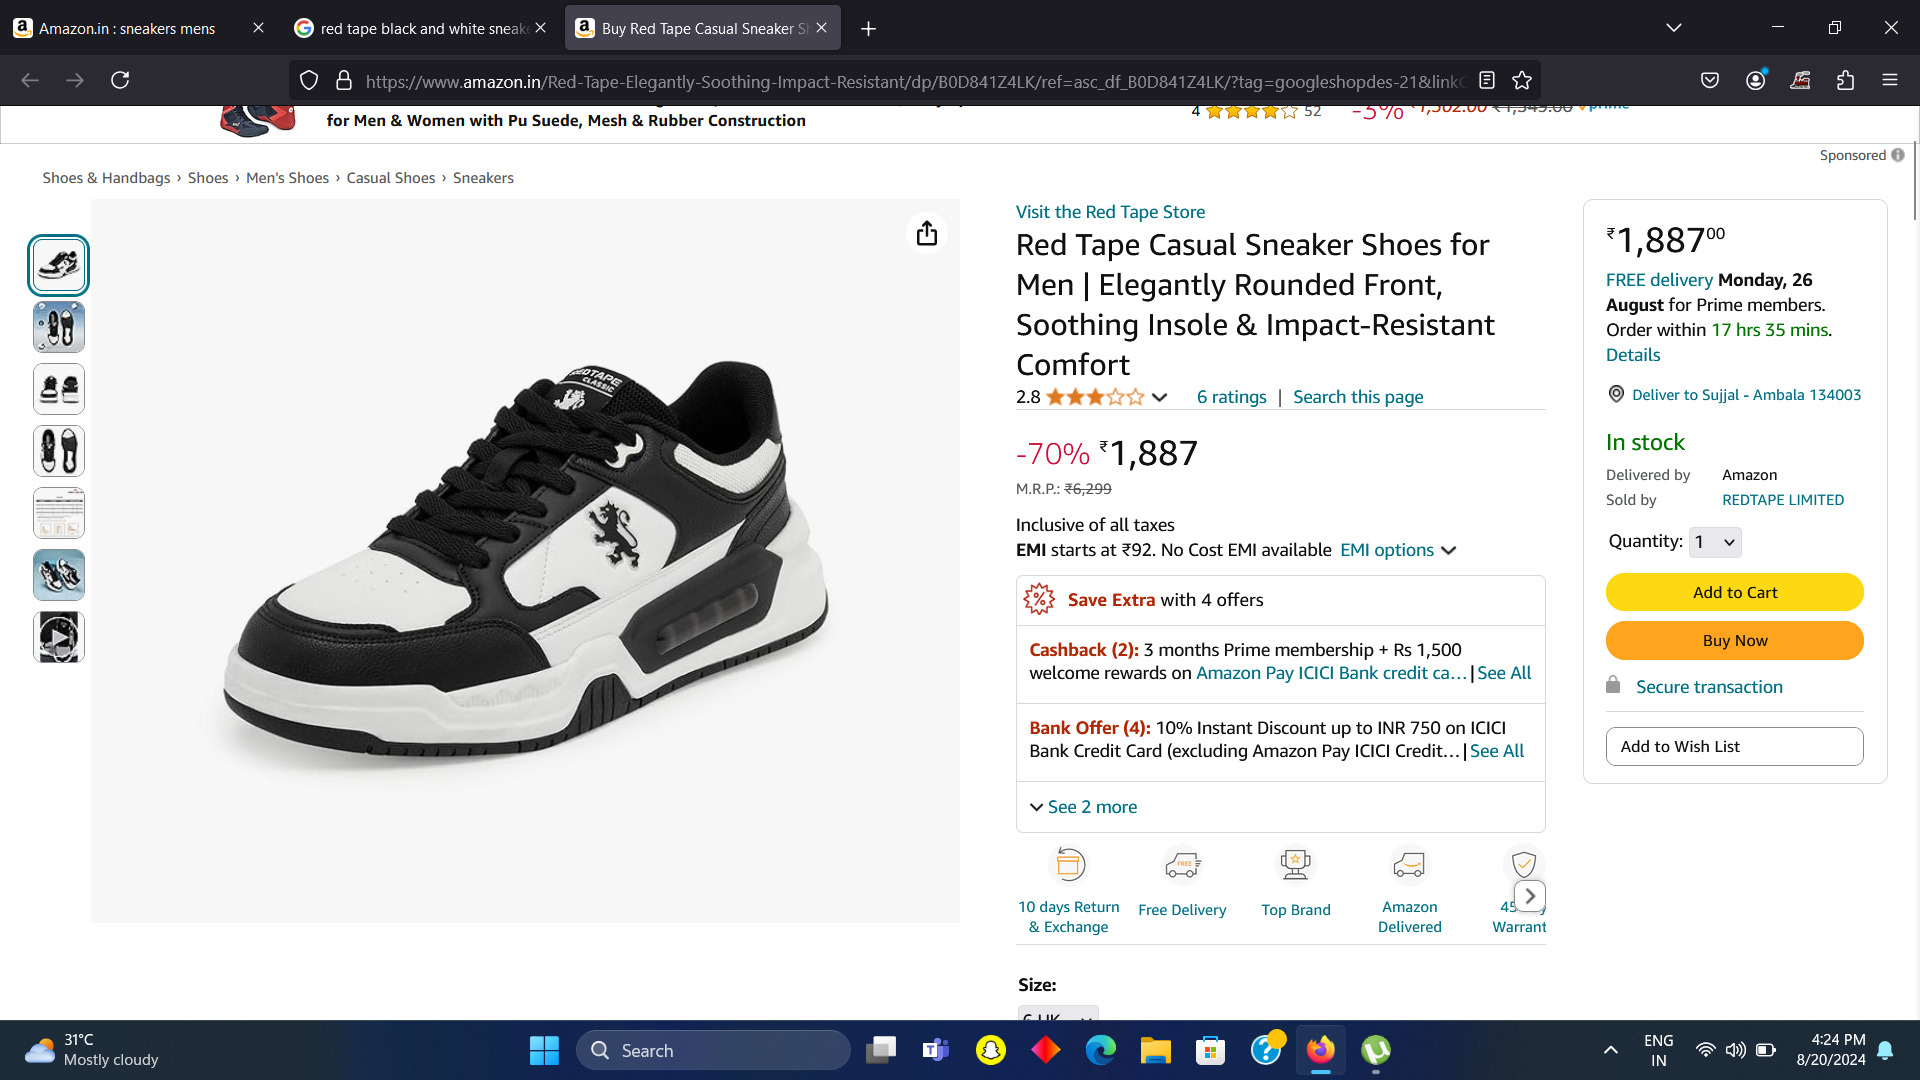 Amazon.in : sneakers mens
red tape black and white sneake
Buy Red Tape Casual Sneaker S
https://www.amazon.in/Red-Tape-Elegantly-Soothing-Impact-Resistant/dp/B0D841Z4LK/ref=asc_df_B0D841Z4LK/?tag=googleshopdes-21&link
for Men & Women with Pu Suede, Mesh & Rubber Construction
4 52 -3% ₹1,302.00 ₹1,349.00 prime
Sponsored
Shoes & Handbags › Shoes › Men's Shoes › Casual Shoes › Sneakers
REDTAPE
CLASSIC
Visit the Red Tape Store
Red Tape Casual Sneaker Shoes for
Men | Elegantly Rounded Front,
Soothing Insole & Impact-Resistant
Comfort
2.8 6 ratings | Search this page
-70% ₹1,887
M.R.P.: ₹6,299
Inclusive of all taxes
EMI starts at ₹92. No Cost EMI available EMI options
Save Extra with 4 offers
Cashback (2): 3 months Prime membership + Rs 1,500
welcome rewards on Amazon Pay ICICI Bank credit ca… | See All
Bank Offer (4): 10% Instant Discount up to INR 750 on ICICI
Bank Credit Card (excluding Amazon Pay ICICI Credit… | See All
See 2 more
FREE
10 days Return
& Exchange
Free Delivery
Top Brand
Amazon
Delivered
45
Warrant
Size:
6 UK
₹1,88700
FREE delivery Monday, 26
August for Prime members.
Order within 17 hrs 35 mins.
Details
Deliver to Sujjal - Ambala 134003
In stock
Delivered by Amazon
Sold by REDTAPE LIMITED
Quantity: 1
Add to Cart
Buy Now
Secure transaction
Add to Wish List
31°C
Mostly cloudy
Search
ENG
IN
4:24 PM
8/20/2024